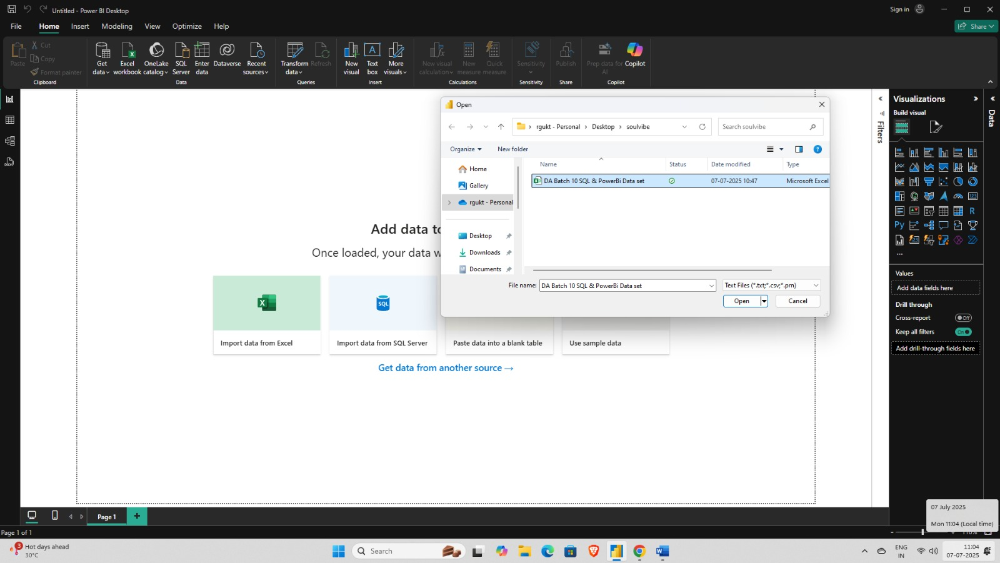 Untitled - Power BI Desktop
Sign in
File
Home
Insert
Modeling
View
Optimize
Help
Share
Paste
Cut
Copy
Format painter
Clipboard
Get data
Excel workbook
OneLake catalog
SQL Server
Enter data
Dataverse
Recent sources
Data
Transform data
Refresh
Queries
New visual
Text box
More visuals
Insert
New visual calculation
New measure
Quick measure
Calculations
Sensitivity
Sensitivity
Publish
Share
Prep data for AI
Copilot
Copilot
Open
rgukt - Personal
Desktop
soulvibe
Search soulvibe
Organize
New folder
Home
Gallery
rgukt - Personal
Desktop
Downloads
Documents
Name
Status
Date modified
Type
DA Batch 10 SQL & PowerBi Data set
07-07-2025 10:47
Microsoft Excel
File name:
DA Batch 10 SQL & PowerBi Data set
Text Files (*.txt;*.csv;*.prn)
Open
Cancel
Add data to
Once loaded, your data w
SQL
Import data from Excel
Import data from SQL Server
Paste data into a blank table
Use sample data
Get data from another source →
Filters
Visualizations
Build visual
123
R
Py
123
...
Values
Add data fields here
Drill through
Cross-report
Off
Keep all filters
On
Add drill-through fields here
Data
Page 1
Page 1 of 1
110%
07 July 2025
Mon 11:04 (Local time)
3
Hot days ahead
30°C
Search
ENG
IN
11:04
07-07-2025